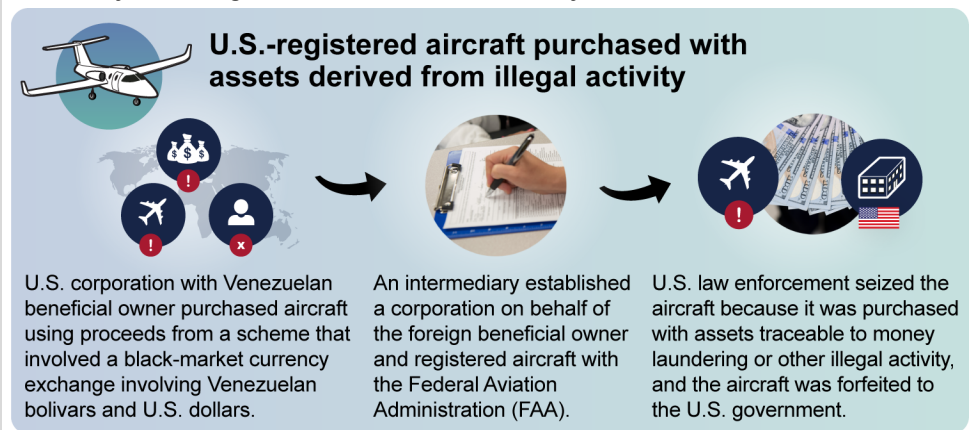 U.S.-registered aircraft purchased with
assets derived from illegal activity
$ $ $
!
!
x
U.S. corporation with Venezuelan
beneficial owner purchased aircraft
using proceeds from a scheme that
involved a black-market currency
exchange involving Venezuelan
bolivars and U.S. dollars.
An intermediary established
a corporation on behalf of
the foreign beneficial owner
and registered aircraft with
the Federal Aviation
Administration (FAA).
!
U.S. law enforcement seized the
aircraft because it was purchased
with assets traceable to money
laundering or other illegal activity,
and the aircraft was forfeited to
the U.S. government.